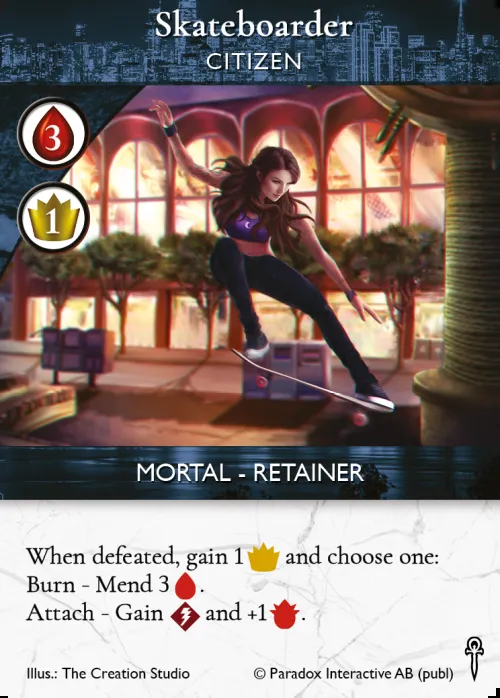 Skateboarder
CITIZEN
3
1
MORTAL - RETAINER
When defeated, gain 1 and choose one:
Burn - Mend 3 .
Attach - Gain and +1 .
Illus.: The Creation Studio © Paradox Interactive AB (publ)